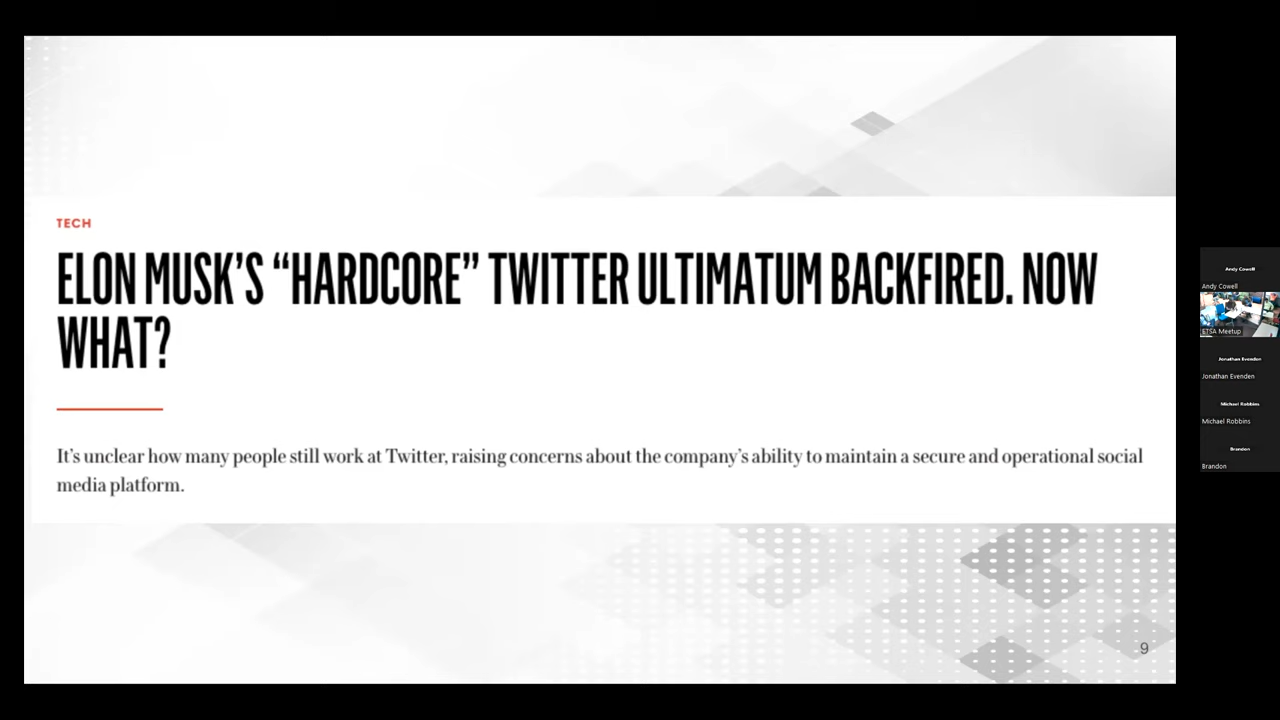 TECH
ELON MUSK’S “HARDCORE” TWITTER ULTIMATUM BACKFIRED. NOW
WHAT?
It’s unclear how many people still work at Twitter, raising concerns about the company’s ability to maintain a secure and operational social
media platform.
9
Andy Cowell
Andy Cowell
ETSA Meetup
Jonathan Evenden
Jonathan Evenden
Michael Robbins
Michael Robbins
Brandon
Brandon